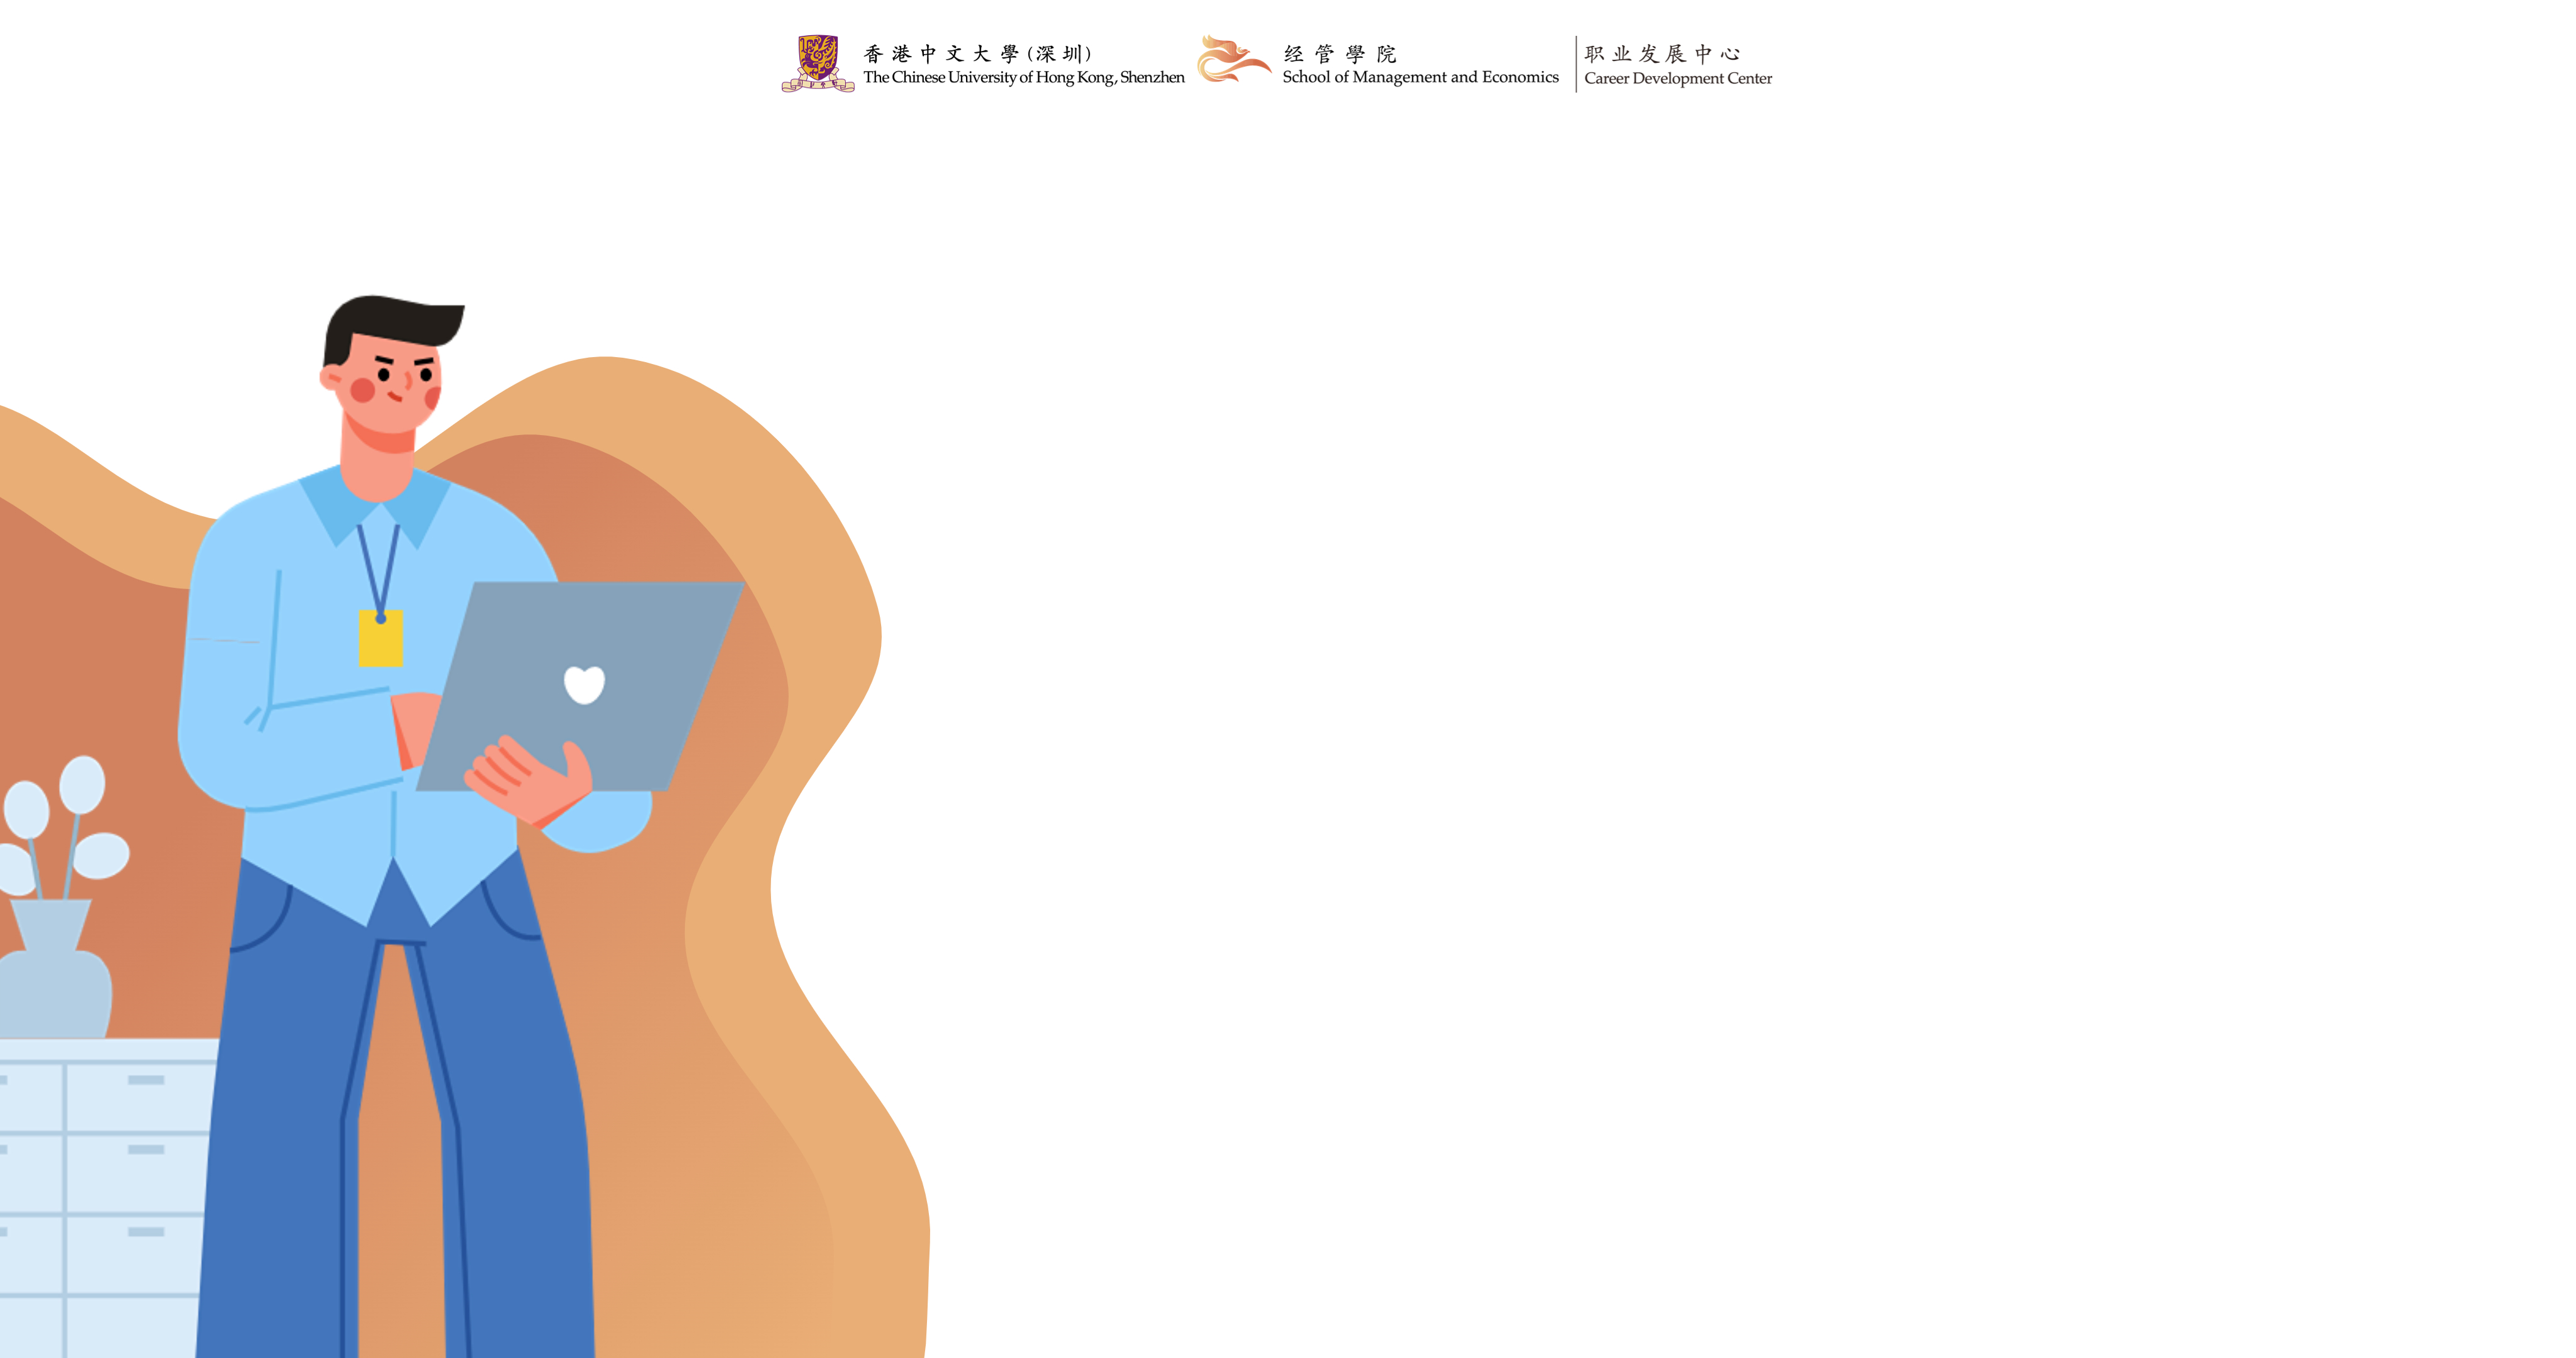 香港中文大學(深圳)
The Chinese University of Hong Kong, Shenzhen
经管學院
School of Management and Economics
职业发展中心
Career Development Center